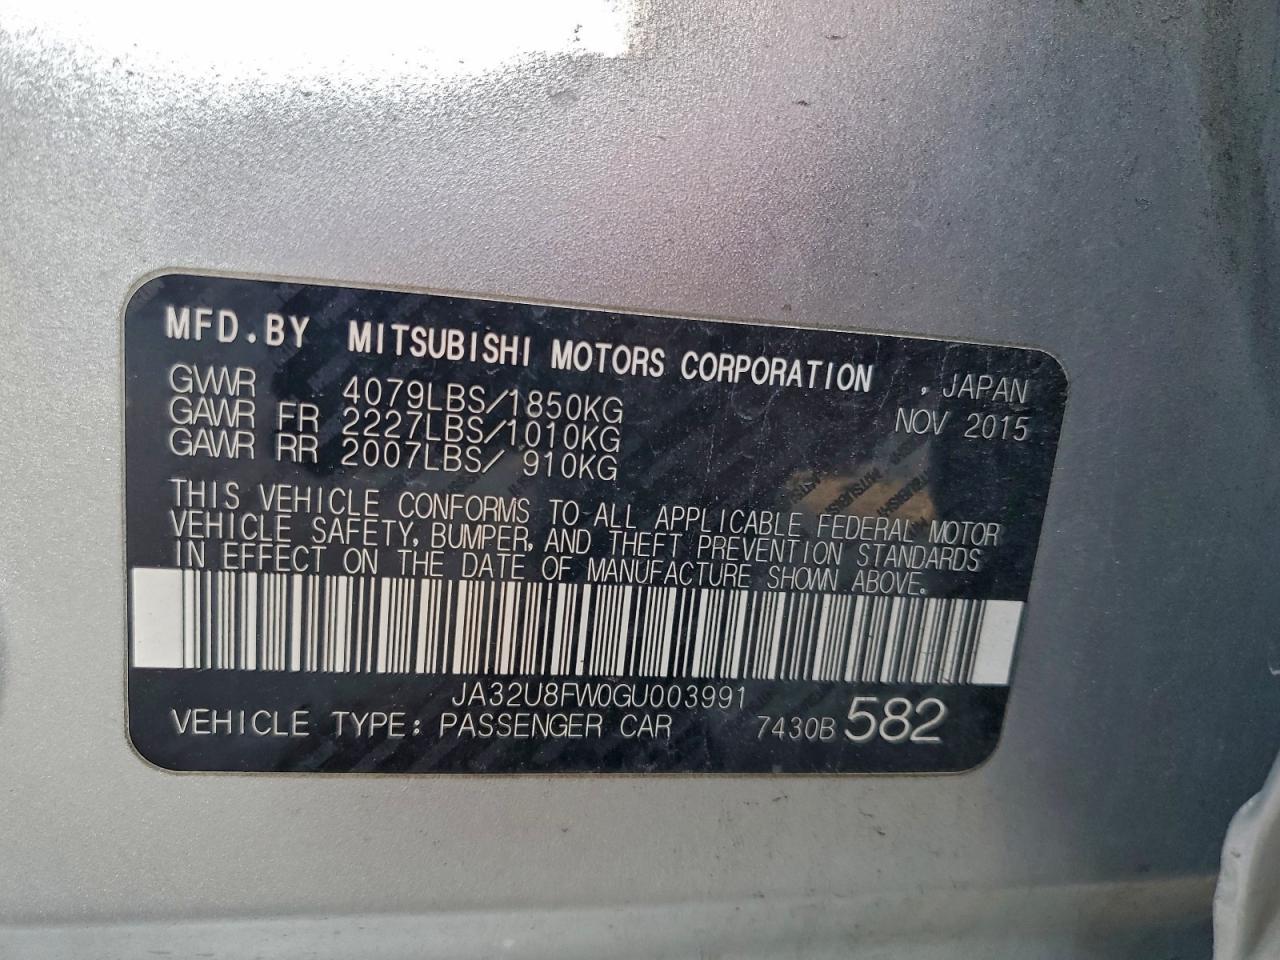 MFD.BY MITSUBISHI MOTORS CORPORATION , JAPAN
GVWR 4079LBS/1850KG NOV 2015
GAWR FR 2227LBS/1010KG
GAWR RR 2007LBS/ 910KG
THIS VEHICLE CONFORMS TO ALL APPLICABLE FEDERAL MOTOR
VEHICLE SAFETY, BUMPER, AND THEFT PREVENTION STANDARDS
IN EFFECT ON THE DATE OF MANUFACTURE SHOWN ABOVE.
JA32U8FW0GU003991
VEHICLE TYPE: PASSENGER CAR 7430B 582